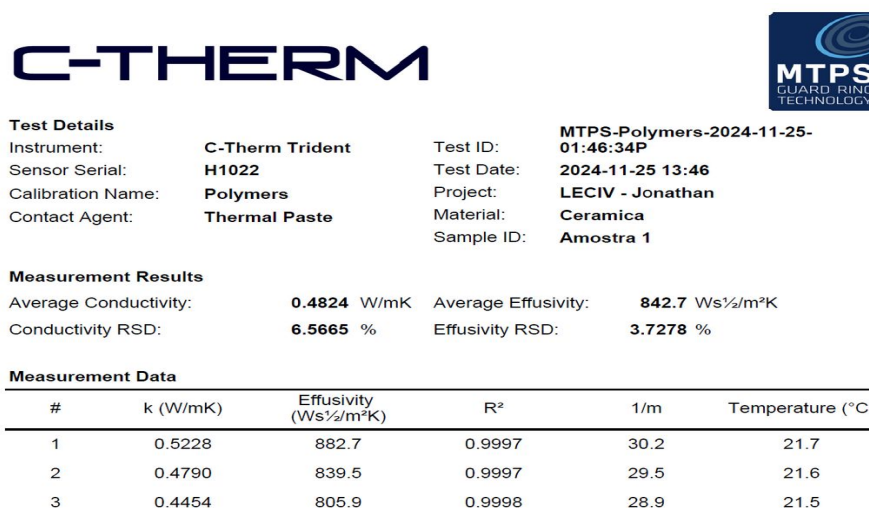 C-THERM
MTPS
GUARD RING
TECHNOLOGY
Test Details
Instrument: C-Therm Trident
Sensor Serial: H1022
Calibration Name: Polymers
Contact Agent: Thermal Paste
Test ID: MTPS-Polymers-2024-11-25-
01:46:34P
Test Date: 2024-11-25 13:46
Project: LECIV - Jonathan
Material: Ceramica
Sample ID: Amostra 1
Measurement Results
Average Conductivity: 0.4824 W/mK Average Effusivity: 842.7 Ws½/m²K
Conductivity RSD: 6.5665 % Effusivity RSD: 3.7278 %
Measurement Data
# k (W/mK) Effusivity (Ws½/m²K) R² 1/m Temperature (°C
1 0.5228 882.7 0.9997 30.2 21.7
2 0.4790 839.5 0.9997 29.5 21.6
3 0.4454 805.9 0.9998 28.9 21.5